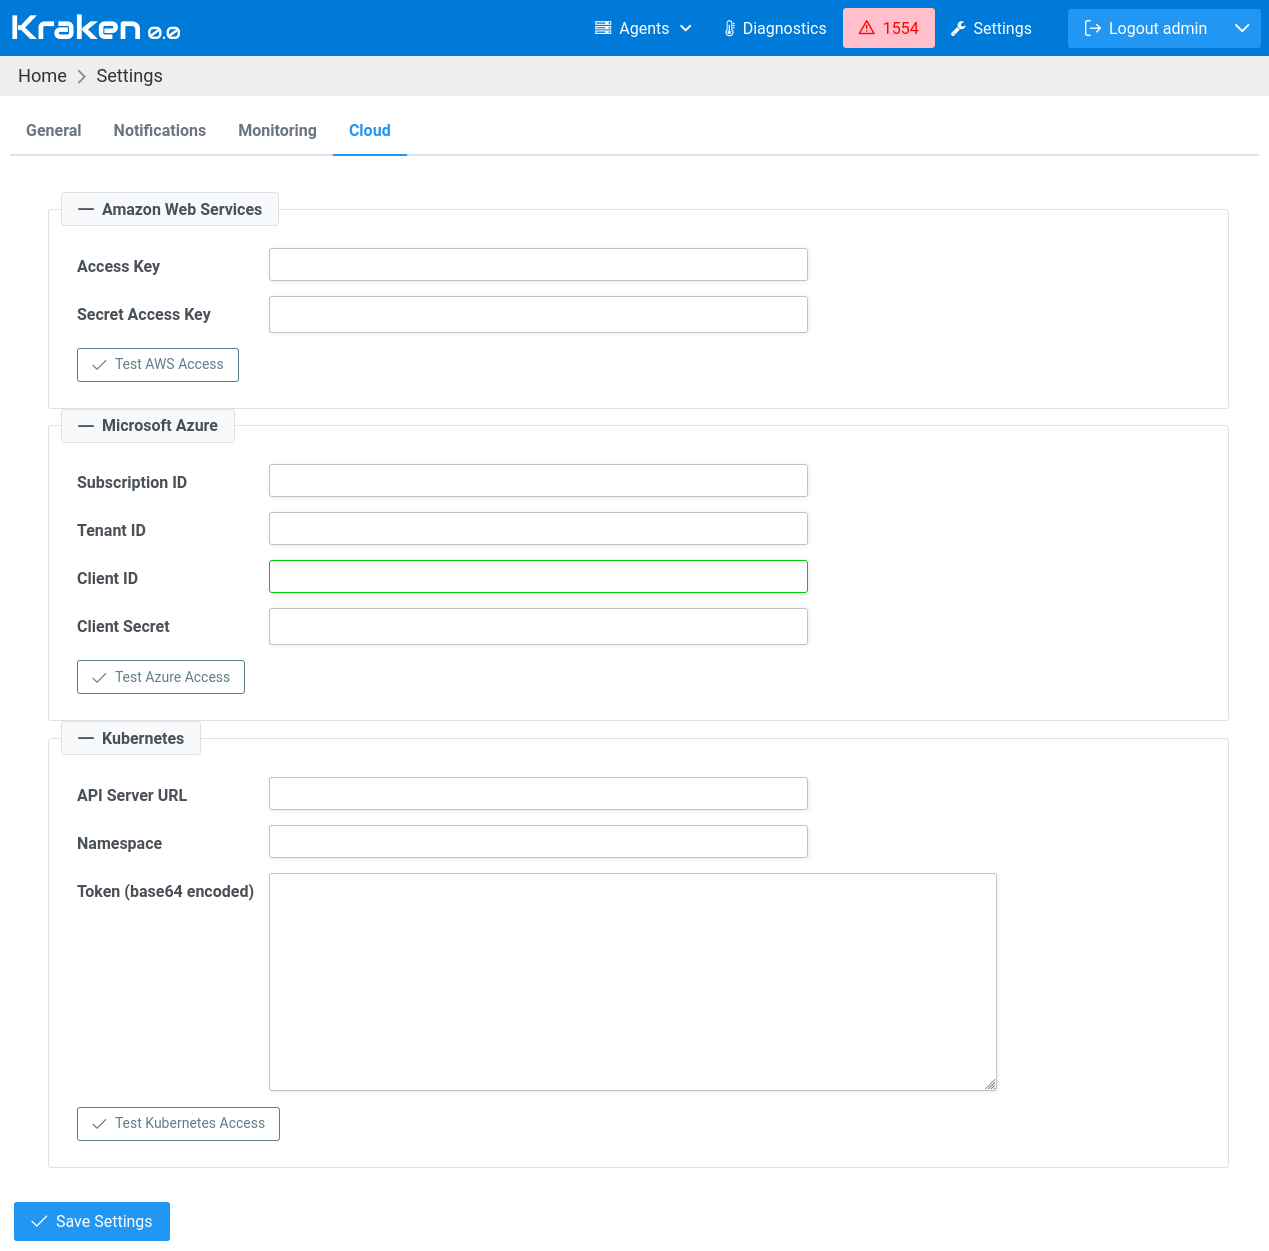 Kraken 0.0 Agents Diagnostics 1554 Settings Logout admin
Home Settings
General Notifications Monitoring Cloud
Amazon Web Services
Access Key
Secret Access Key
Test AWS Access
Microsoft Azure
Subscription ID
Tenant ID
Client ID
Client Secret
Test Azure Access
Kubernetes
API Server URL
Namespace
Token (base64 encoded)
Test Kubernetes Access
Save Settings